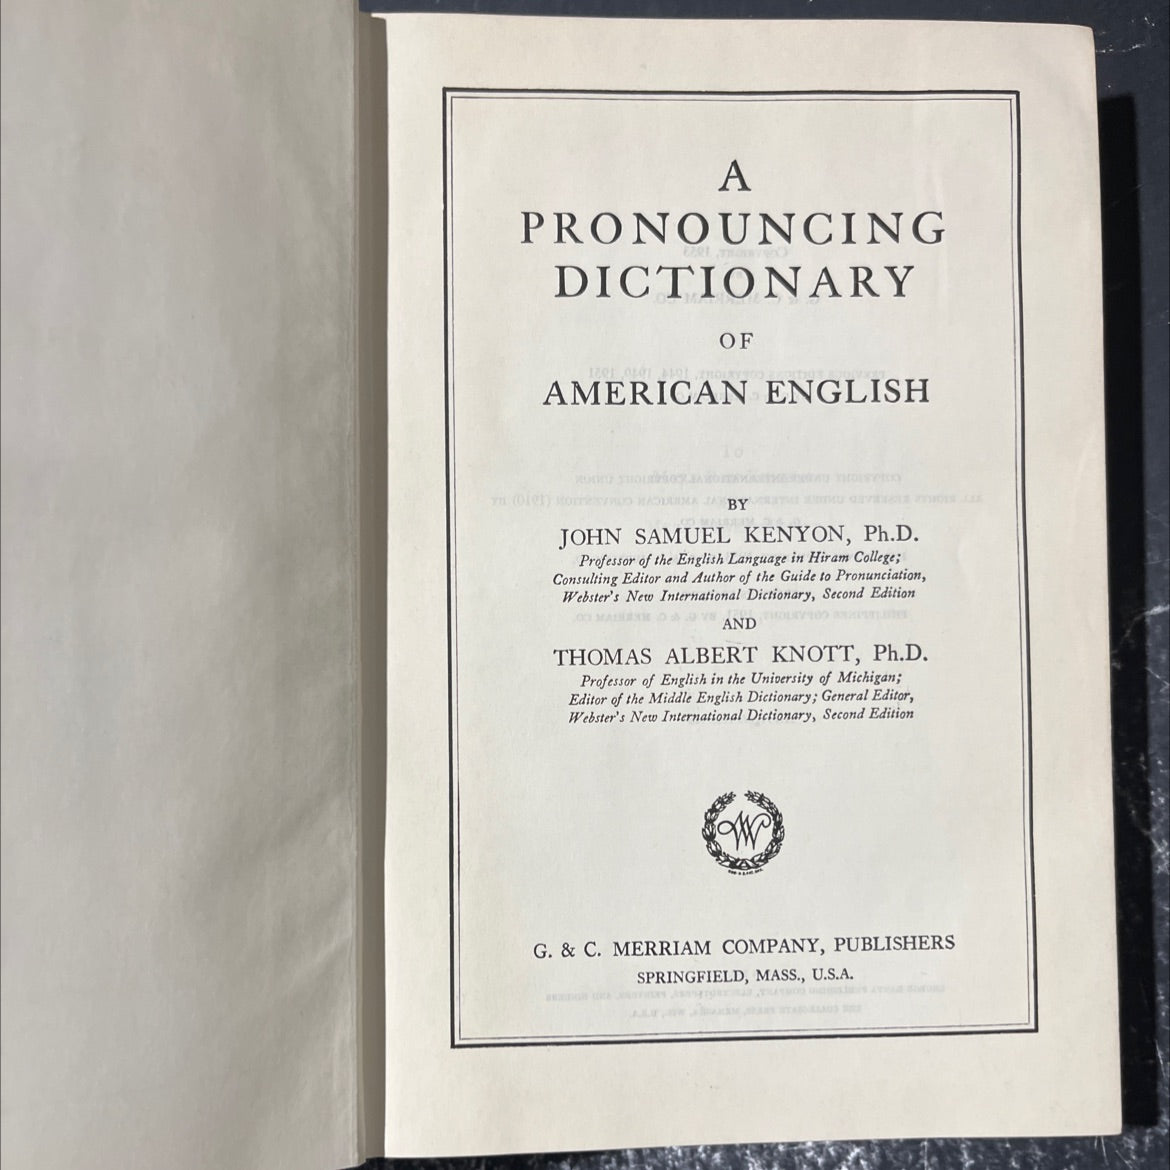 A
PRONOUNCING
DICTIONARY
OF
AMERICAN ENGLISH
BY
JOHN SAMUEL KENYON, Ph.D.
Professor of the English Language in Hiram College;
Consulting Editor and Author of the Guide to Pronunciation,
Webster's New International Dictionary, Second Edition
AND
THOMAS ALBERT KNOTT, Ph.D.
Professor of English in the University of Michigan;
Editor of the Middle English Dictionary; General Editor,
Webster's New International Dictionary, Second Edition
W
G. & C. MERRIAM COMPANY, PUBLISHERS
SPRINGFIELD, MASS., U.S.A.